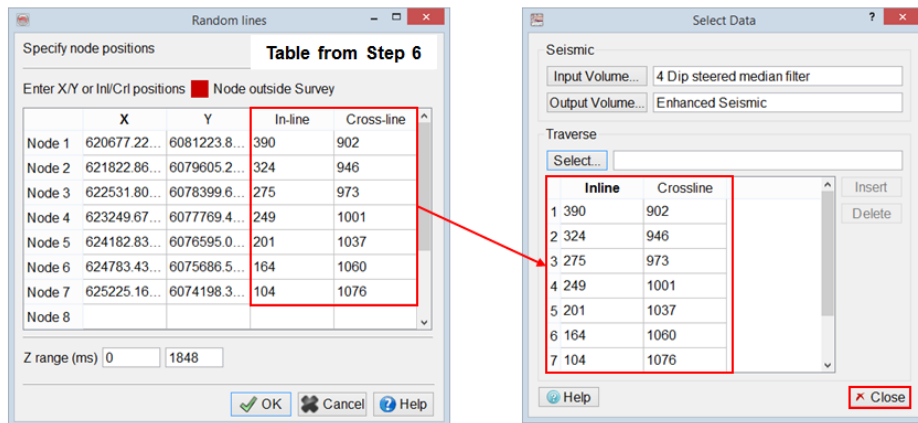 Random lines
Specify node positions
Table from Step 6
Enter X/Y or Inl/Crl positions Node outside Survey
X Y In-line Cross-line
Node 1 620677.22... 6081223.8... 390 902
Node 2 621822.86... 6079605.2... 324 946
Node 3 622531.80... 6078399.6... 275 973
Node 4 623249.67... 6077769.4... 249 1001
Node 5 624182.83... 6076595.0... 201 1037
Node 6 624783.43... 6075686.5... 164 1060
Node 7 625225.16... 6074198.3... 104 1076
Node 8
Z range (ms) 0 1848
OK Cancel Help
Select Data
Seismic
Input Volume... 4 Dip steered median filter
Output Volume... Enhanced Seismic
Traverse
Select...
Inline Crossline
1 390 902
2 324 946
3 275 973
4 249 1001
5 201 1037
6 164 1060
7 104 1076
Insert
Delete
Help Close